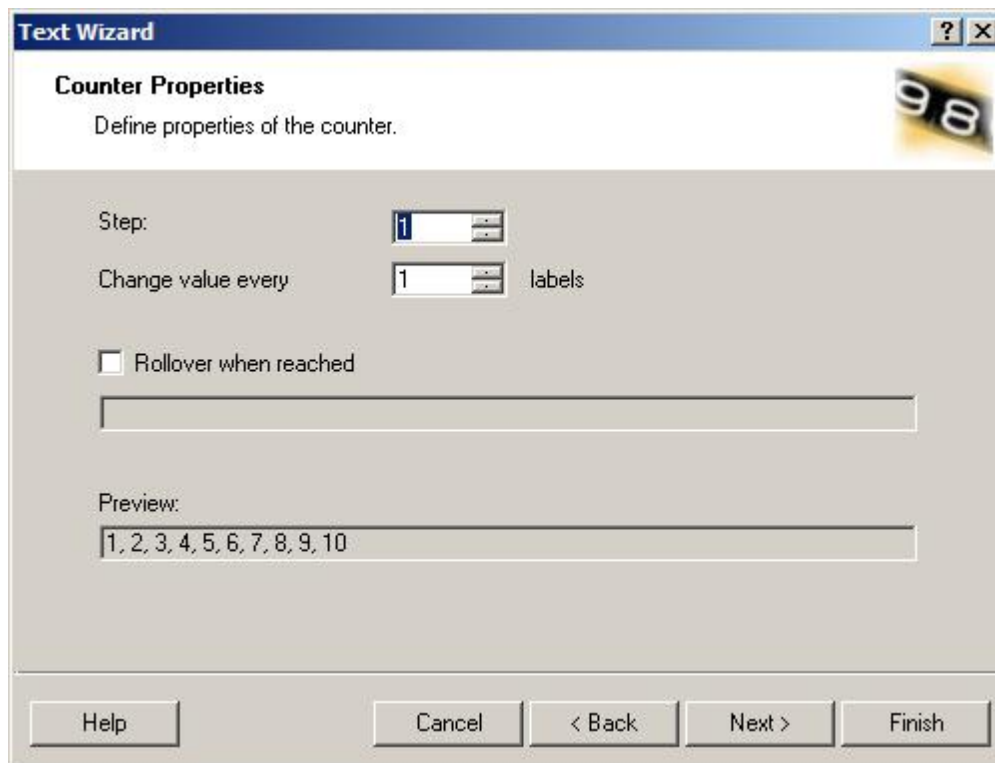 Text Wizard
Counter Properties
Define properties of the counter.
98
Step: 1
Change value every 1 labels
Rollover when reached
Preview:
1, 2, 3, 4, 5, 6, 7, 8, 9, 10
Help Cancel < Back Next > Finish